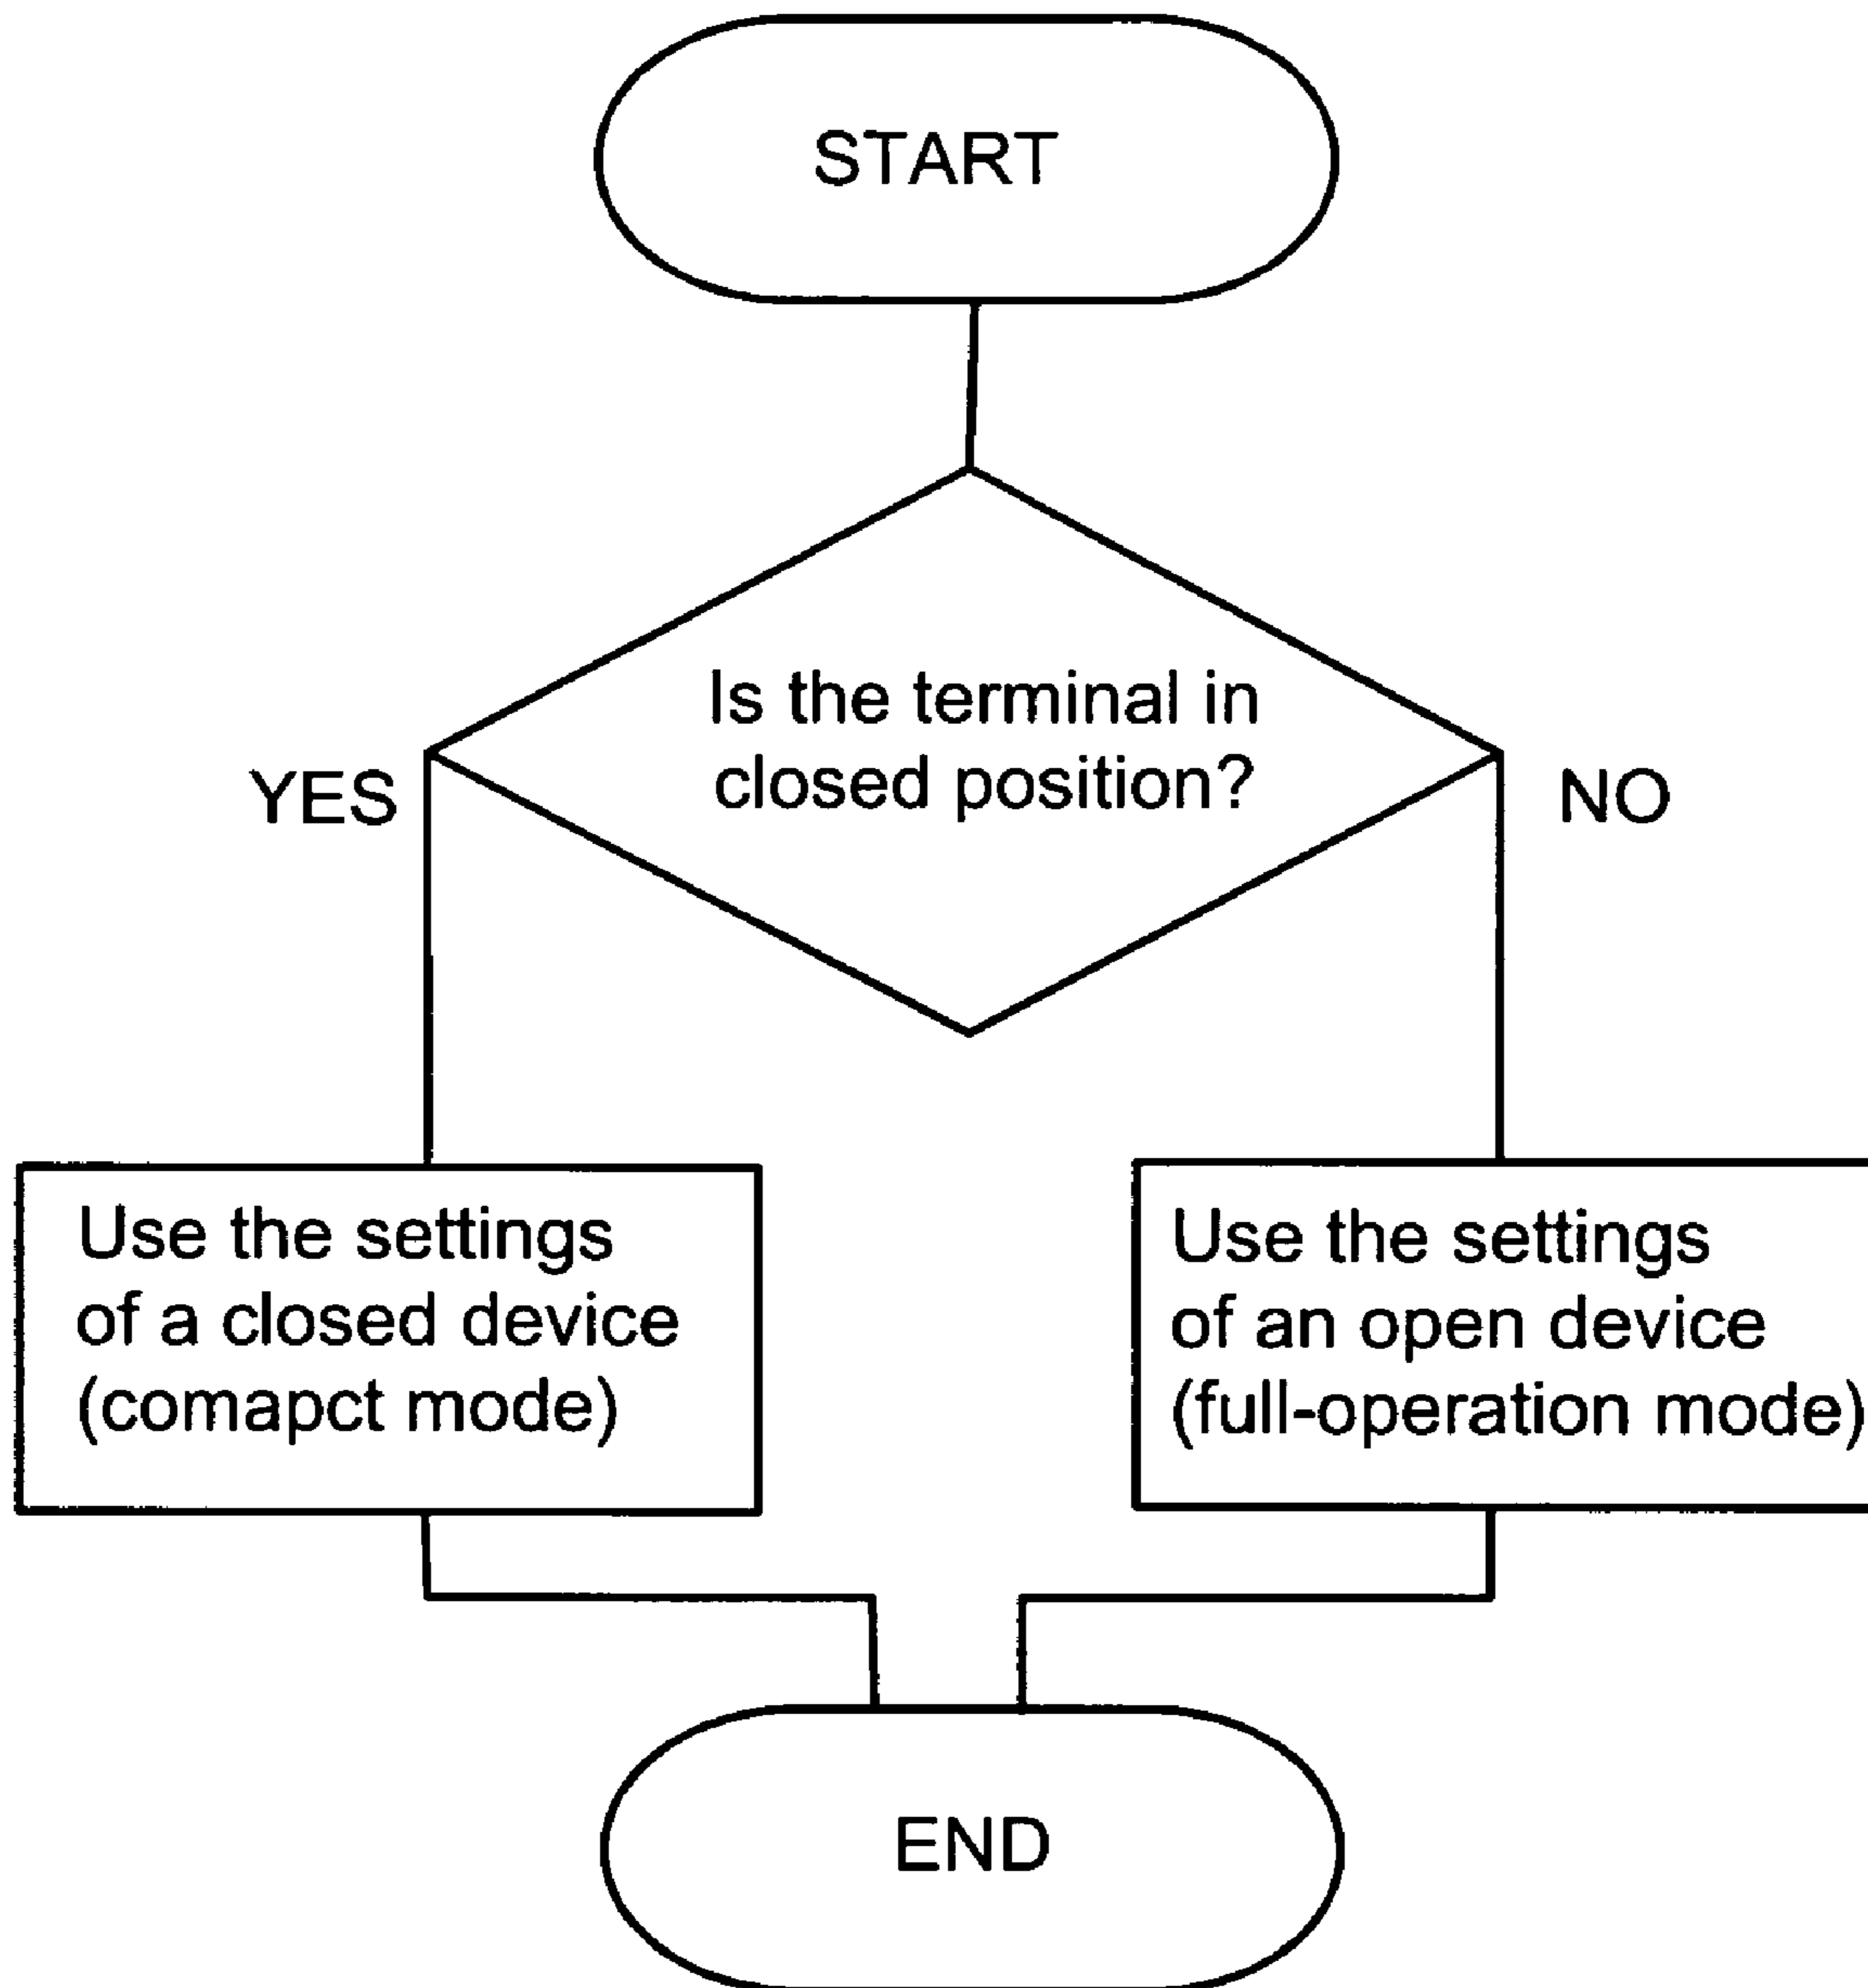 START
Is the terminal in
closed position?
YES
NO
Use the settings
of a closed device
(comapct mode)
Use the settings
of an open device
(full-operation mode)
END